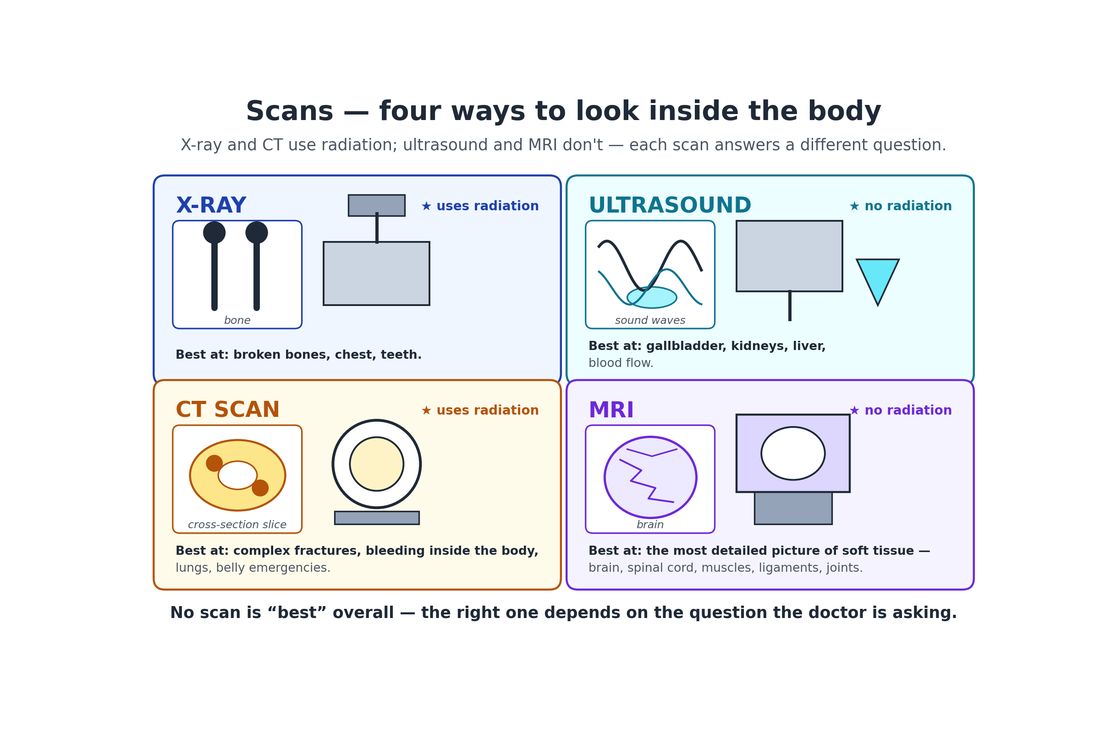 Scans — four ways to look inside the body
X-ray and CT use radiation; ultrasound and MRI don't — each scan answers a different question.
X-RAY
★ uses radiation
bone
Best at: broken bones, chest, teeth.
ULTRASOUND
★ no radiation
sound waves
Best at: gallbladder, kidneys, liver,
blood flow.
CT SCAN
★ uses radiation
cross-section slice
Best at: complex fractures, bleeding inside the body,
lungs, belly emergencies.
MRI
★ no radiation
brain
Best at: the most detailed picture of soft tissue —
brain, spinal cord, muscles, ligaments, joints.
No scan is “best” overall — the right one depends on the question the doctor is asking.